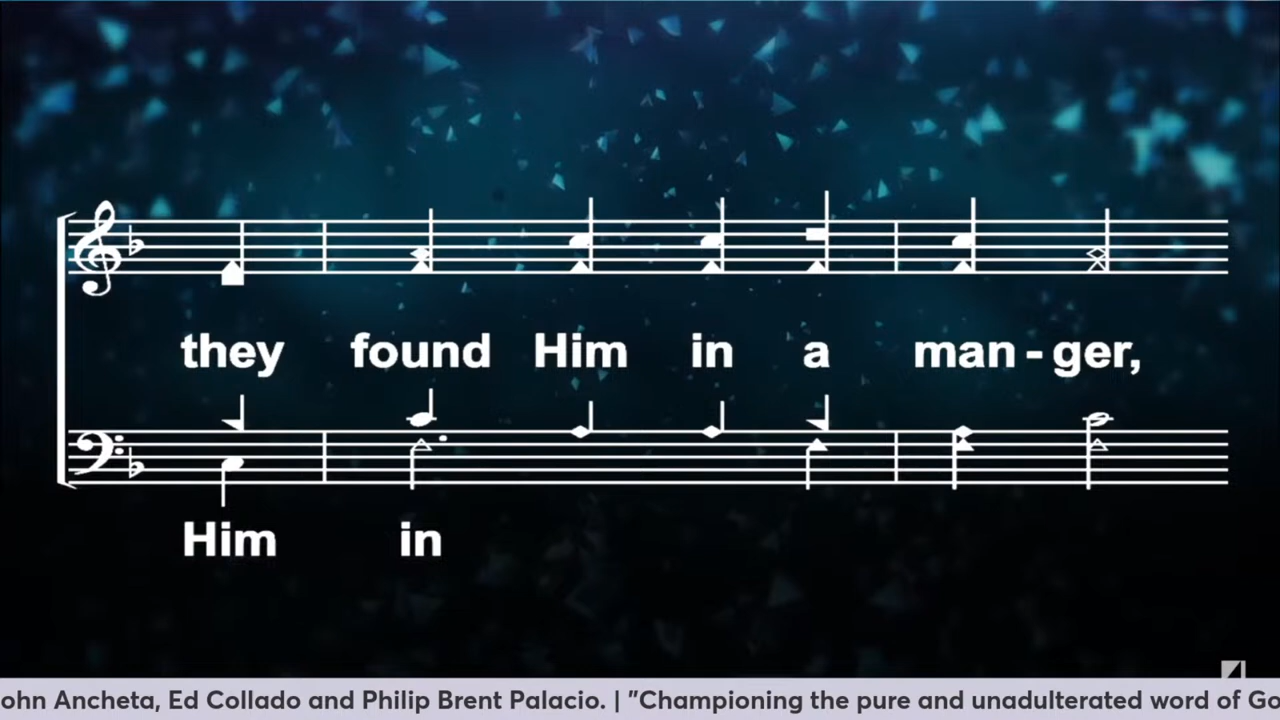 they found Him in a man - ger,
Him in
ohn Ancheta, Ed Collado and Philip Brent Palacio. | "Championing the pure and unadulterated word of Go